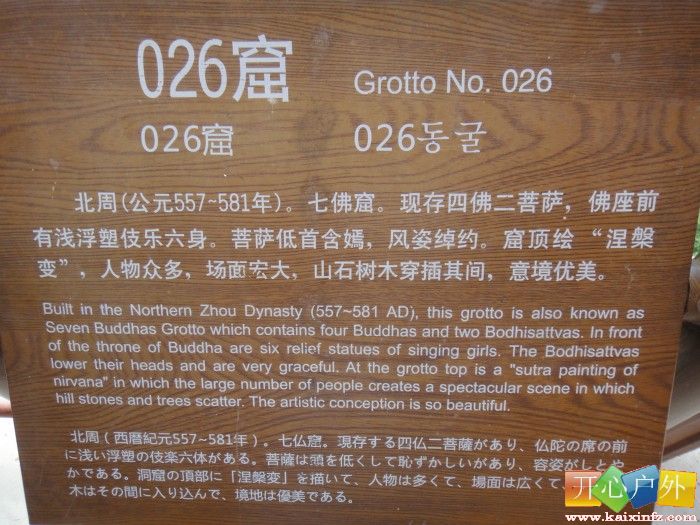 026窟 Grotto No. 026
026窟 026동굴
北周(公元557~581年)。七佛窟。现存四佛二菩萨，佛座前
有浅浮塑伎乐六身。菩萨低首含嫣，风姿绰约。窟顶绘“涅槃
变”，人物众多，场面宏大，山石树木穿插其间，意境优美。
Built in the Northern Zhou Dynasty (557~581 AD), this grotto is also known as
Seven Buddhas Grotto which contains four Buddhas and two Bodhisattvas. In front
of the throne of Buddha are six relief statues of singing girls. The Bodhisattvas
lower their heads and are very graceful. At the grotto top is a "sutra painting of
nirvana" in which the large number of people creates a spectacular scene in which
hill stones and trees scatter. The artistic conception is so beautiful.
北周（西暦紀元557~581年）。七仏窟。現存する四仏二菩薩があり、仏陀の席の前
に浅い浮塑の伎楽六体がある。菩薩は頭を低くして恥ずかしいがあり、容姿がしとや
かである。洞窟の頂部に「涅槃变」を描いて、人物は多くて、場面は広くて、
木はその間に入り込んで、境地は優美である。
开心户外
www.kaixinfz.com